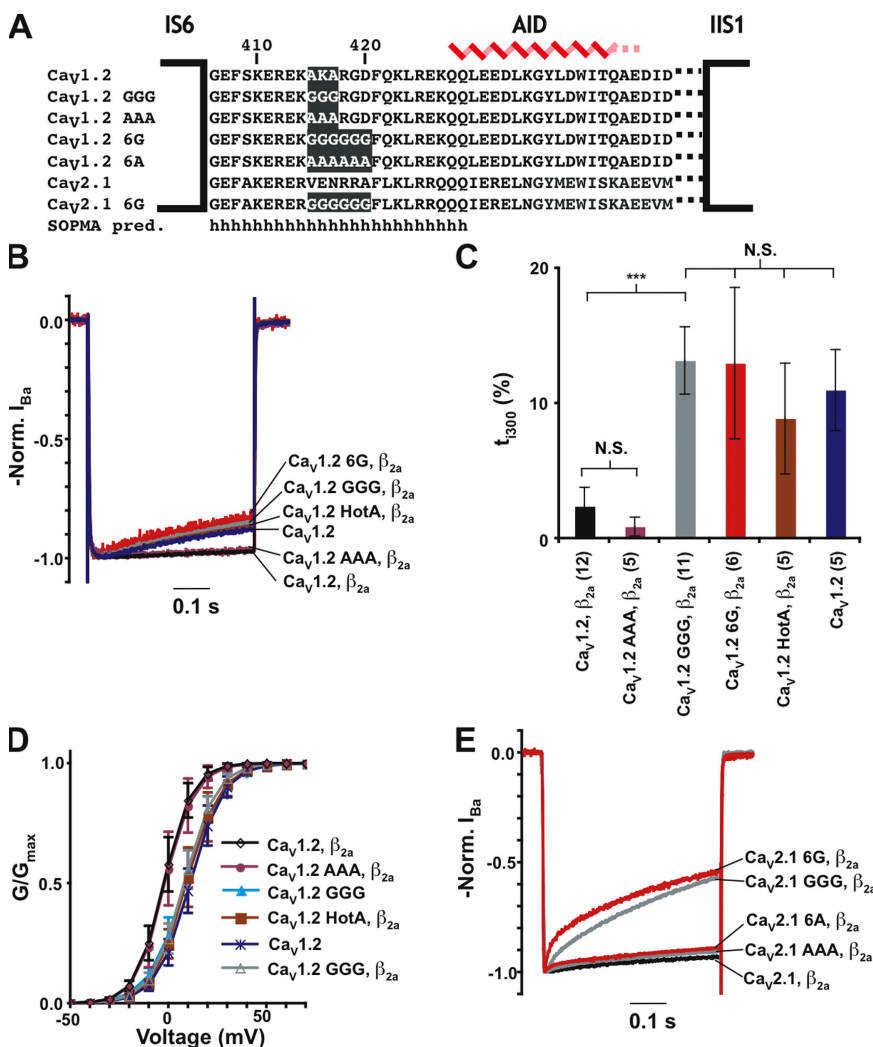 A
IS6
AID
IIS1
410
420
CaV1.2 GEFSKEREKAKARGDFQKLREKQQLEEDLKGYLDWITQAEDID
CaV1.2 GGG GEFSKEREKGGGRGDFQKLREKQQLEEDLKGYLDWITQAEDID
CaV1.2 AAA GEFSKEREKAAARGDFQKLREKQQLEEDLKGYLDWITQAEDID
CaV1.2 6G GEFSKEREKGGGGGGFQKLREKQQLEEDLKGYLDWITQAEDID
CaV1.2 6A GEFSKEREKAAAAAAFQKLREKQQLEEDLKGYLDWITQAEDID
CaV2.1 GEFAKERERVENRRAFLKLRRQQQIERELNGYMEWISKAEEVM
CaV2.1 6G GEFAKERERGGGGGGFLKLRRQQQIERELNGYMEWISKAEEVM
SOPMA pred. hhhhhhhhhhhhhhhhhhhhhhhh
B
-Norm. IBa
0.0
-0.5
-1.0
CaV1.2 6G, β2a
CaV1.2 GGG, β2a
CaV1.2 HotA, β2a
CaV1.2
CaV1.2 AAA, β2a
CaV1.2, β2a
0.1 s
C
ti300 (%)
20
10
0
N.S.
***
N.S.
CaV1.2, β2a (12)
CaV1.2 AAA, β2a (5)
CaV1.2 GGG, β2a (11)
CaV1.2 6G, β2a (6)
CaV1.2 HotA, β2a (5)
CaV1.2 (5)
D
G/Gmax
1.0
0.5
0.0
-50
0
50
Voltage (mV)
CaV1.2, β2a
CaV1.2 AAA, β2a
CaV1.2 GGG
CaV1.2 HotA, β2a
CaV1.2
CaV1.2 GGG, β2a
E
-Norm. IBa
0.0
-0.5
-1.0
CaV2.1 6G, β2a
CaV2.1 GGG, β2a
CaV2.1 6A, β2a
CaV2.1 AAA, β2a
CaV2.1, β2a
0.1 s